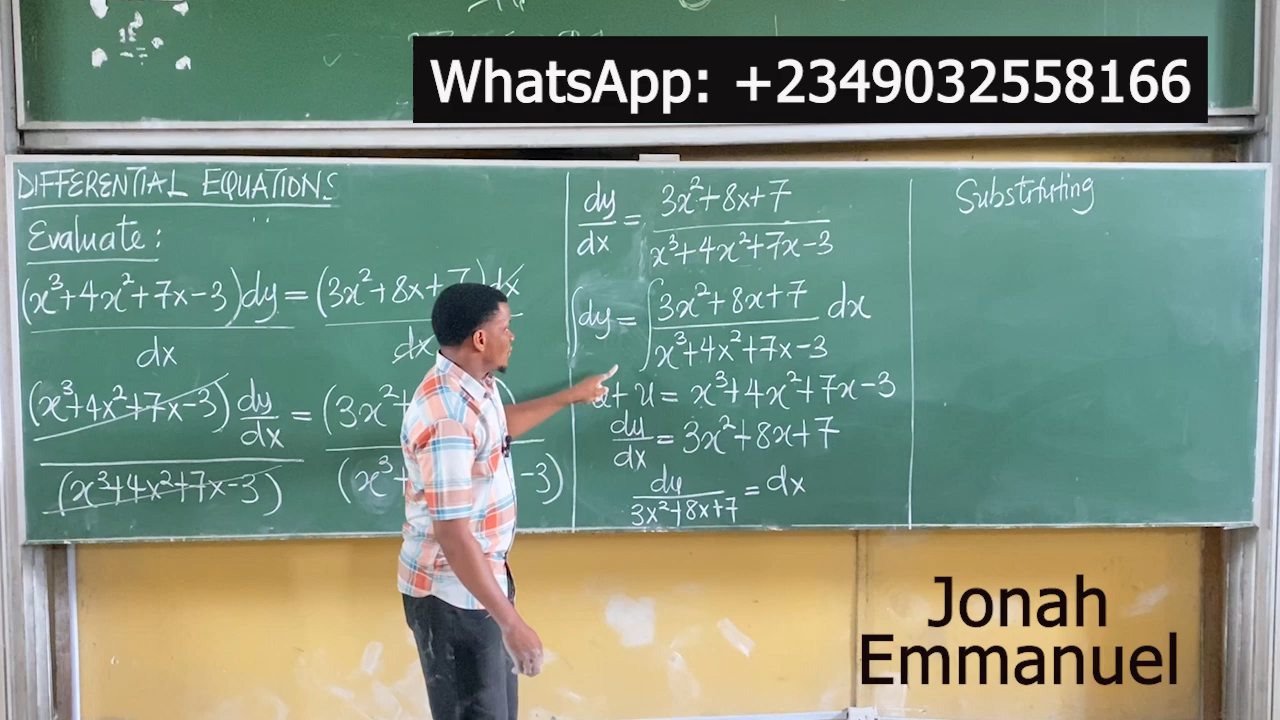 WhatsApp: +2349032558166
DIFFERENTIAL EQUATIONS
Evaluate:
(x³+4x²+7x-3)dy = (3x²+8x+7)dx
dx dx
(x³+4x²+7x-3) dy/dx = (3x²+
(x³+4x²+7x-3) (x³+ -3)
dy/dx = 3x²+8x+7 / x³+4x²+7x-3
∫dy = ∫ 3x²+8x+7 / x³+4x²+7x-3 dx
u = x³+4x²+7x-3
dy/dx = 3x²+8x+7
du / 3x²+8x+7 = dx
Substituting
Jonah
Emmanuel